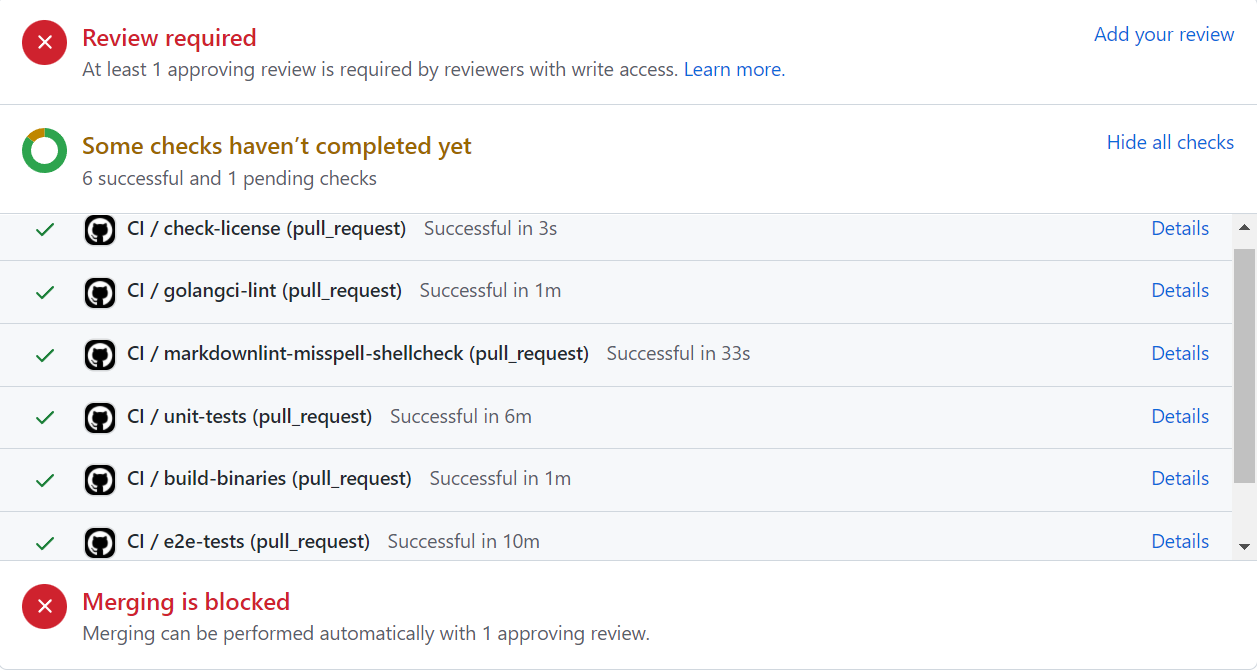 Review required
Add your review
At least 1 approving review is required by reviewers with write access. Learn more.
Some checks haven’t completed yet
Hide all checks
6 successful and 1 pending checks
CI / check-license (pull_request) Successful in 3s Details
CI / golangci-lint (pull_request) Successful in 1m Details
CI / markdownlint-misspell-shellcheck (pull_request) Successful in 33s Details
CI / unit-tests (pull_request) Successful in 6m Details
CI / build-binaries (pull_request) Successful in 1m Details
CI / e2e-tests (pull_request) Successful in 10m Details
Merging is blocked
Merging can be performed automatically with 1 approving review.